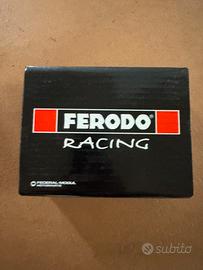 FERODO®
RACING
FEDERAL-MOGUL
subito